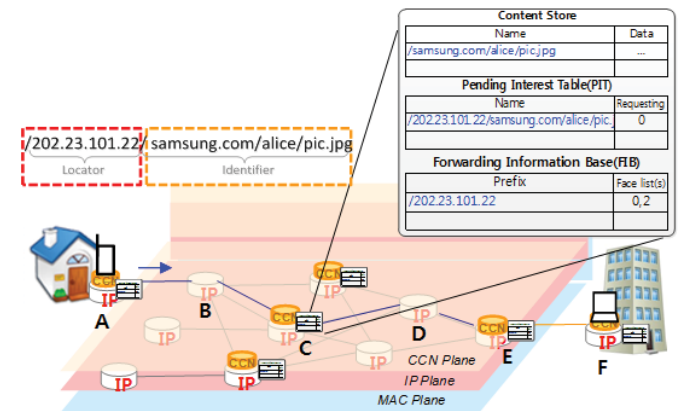 Content Store
Name Data
/samsung.com/alice/pic.jpg ...
Pending Interest Table(PIT)
Name Requesting
/202.23.101.22/samsung.com/alice/pic. 0
/202.23.101.22/ samsung.com/alice/pic.jpg
Locator Identifier
Forwarding Information Base(FIB)
Prefix Face list(s)
/202.23.101.22 0,2
CCN
IP
A
IP
B
CCN
IP
CCN
IP
C
IP
D
CCN
IP
E
CCN
IP
F
IP
IP
CCN
IP
IP
CCN Plane
IP Plane
MAC Plane